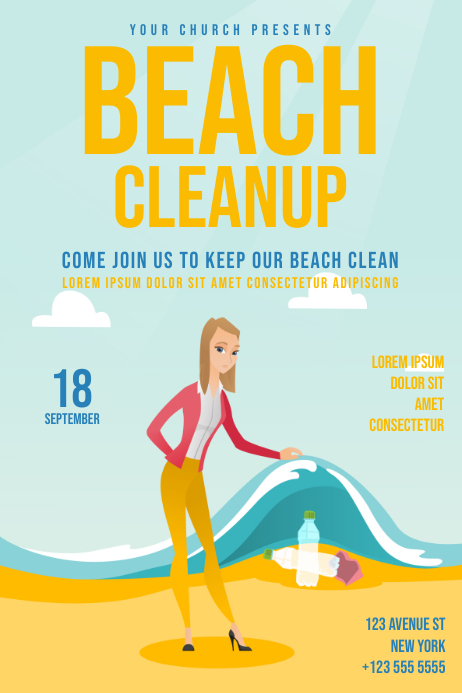 YOUR CHURCH PRESENTS
BEACH
CLEANUP
COME JOIN US TO KEEP OUR BEACH CLEAN
LOREM IPSUM DOLOR SIT AMET CONSECTETUR ADIPISCING
18
SEPTEMBER
LOREM IPSUM
DOLOR SIT
AMET
CONSECTETUR
123 AVENUE ST
NEW YORK
+123 555 5555